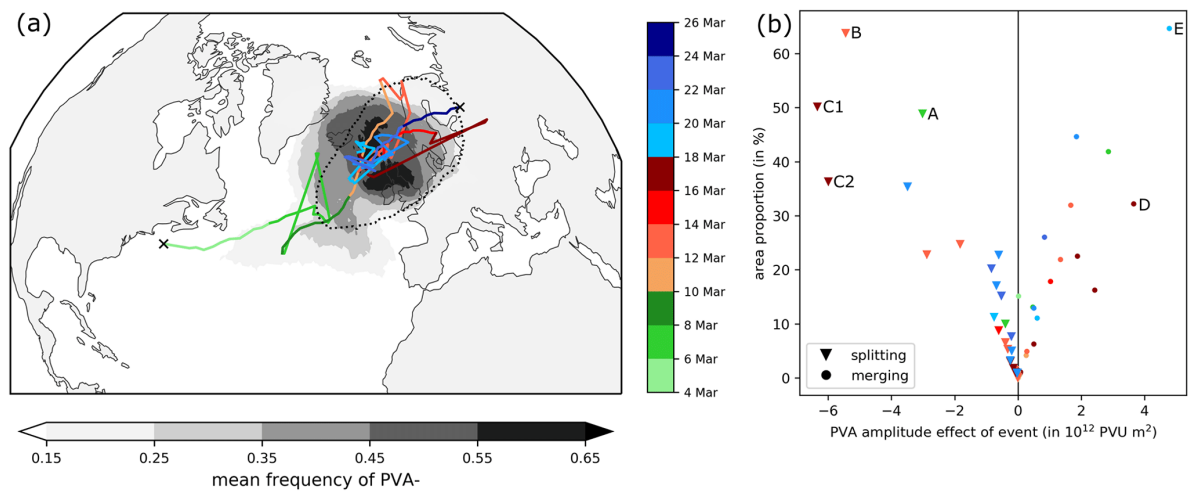 (a)
26 Mar
24 Mar
22 Mar
20 Mar
18 Mar
16 Mar
14 Mar
12 Mar
10 Mar
8 Mar
6 Mar
4 Mar
0.15 0.25 0.35 0.45 0.55 0.65
mean frequency of PVA-
(b)
area proportion (in %)
60
50
40
30
20
10
0
B
E
C1
A
C2
D
splitting
merging
−6 −4 −2 0 2 4
PVA amplitude effect of event (in 10¹² PVU m²)